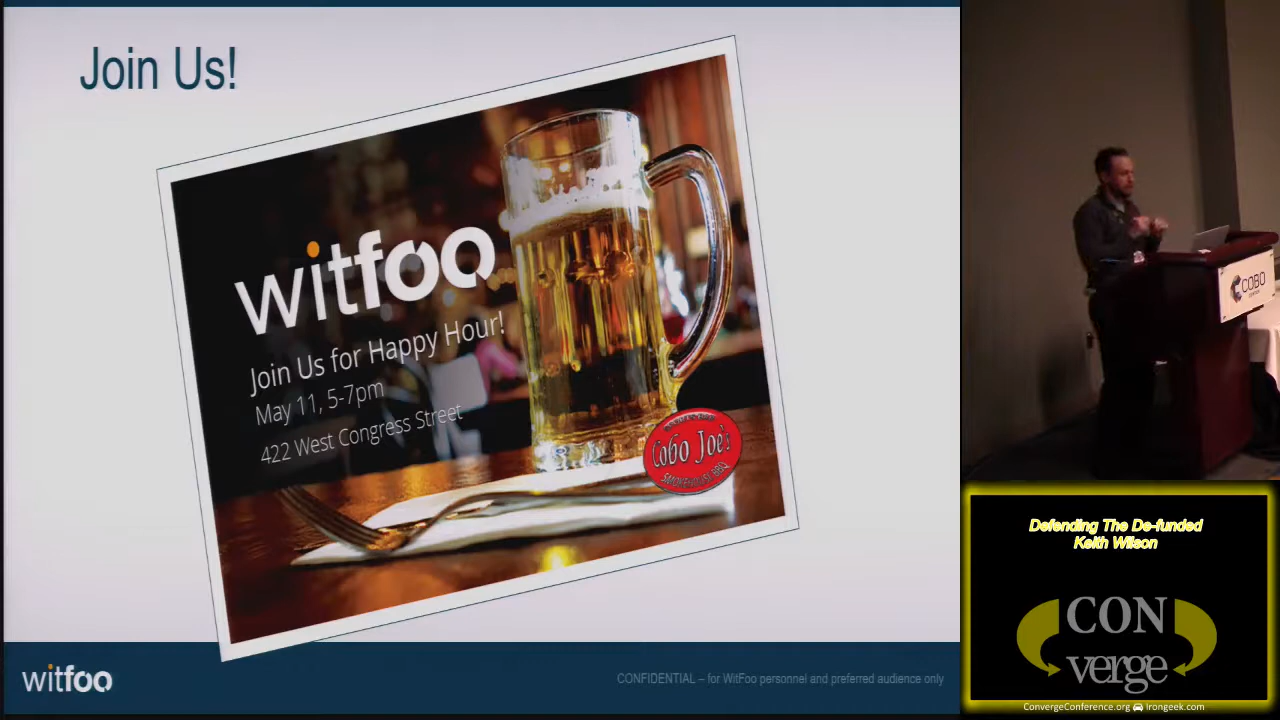 Join Us!
witfoo
Join Us for Happy Hour!
May 11, 5-7pm
422 West Congress Street
Cobo Joe's
SMOKEHOUSE BBQ
witfoo
CONFIDENTIAL – for WitFoo personnel and preferred audience only
COBO
Defending The De-funded
Keith Wilson
CON
verge
ConvergeConference.org Irongeek.com